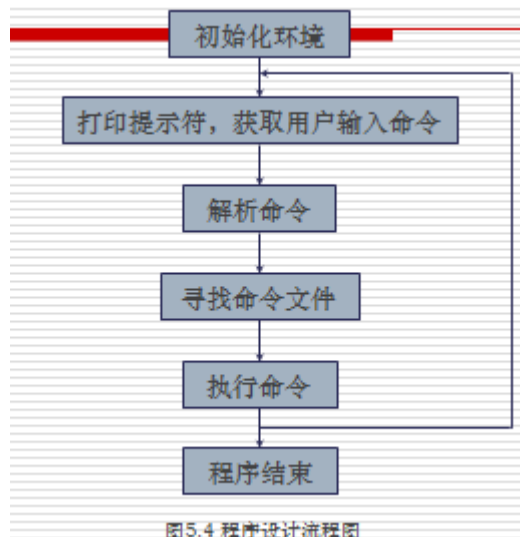 初始化环境
打印提示符，获取用户输入命令
解析命令
寻找命令文件
执行命令
程序结束
图5.4 程序设计流程图